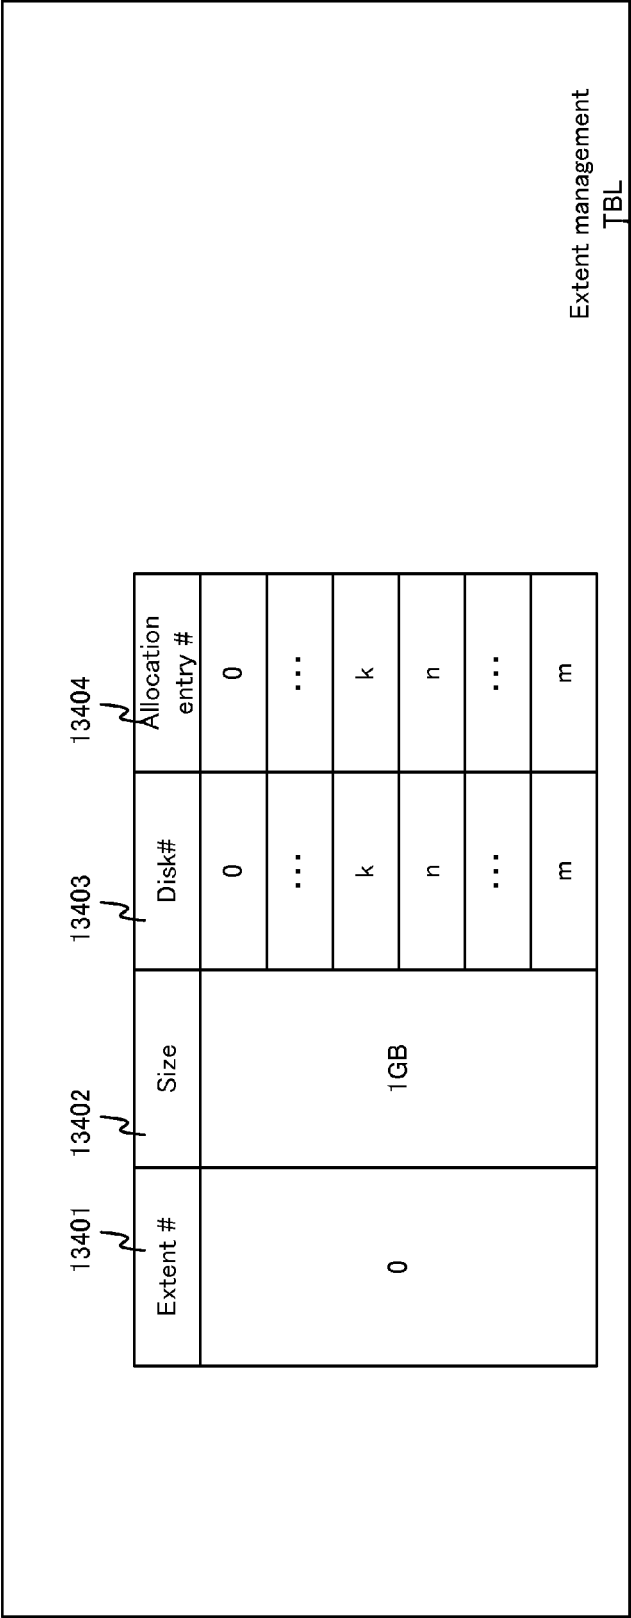 13401 13402 13403 13404
Extent # Size Disk# Allocation
entry #
0 1GB 0 0
... ...
k k
n n
... ...
m m
Extent management
TBL